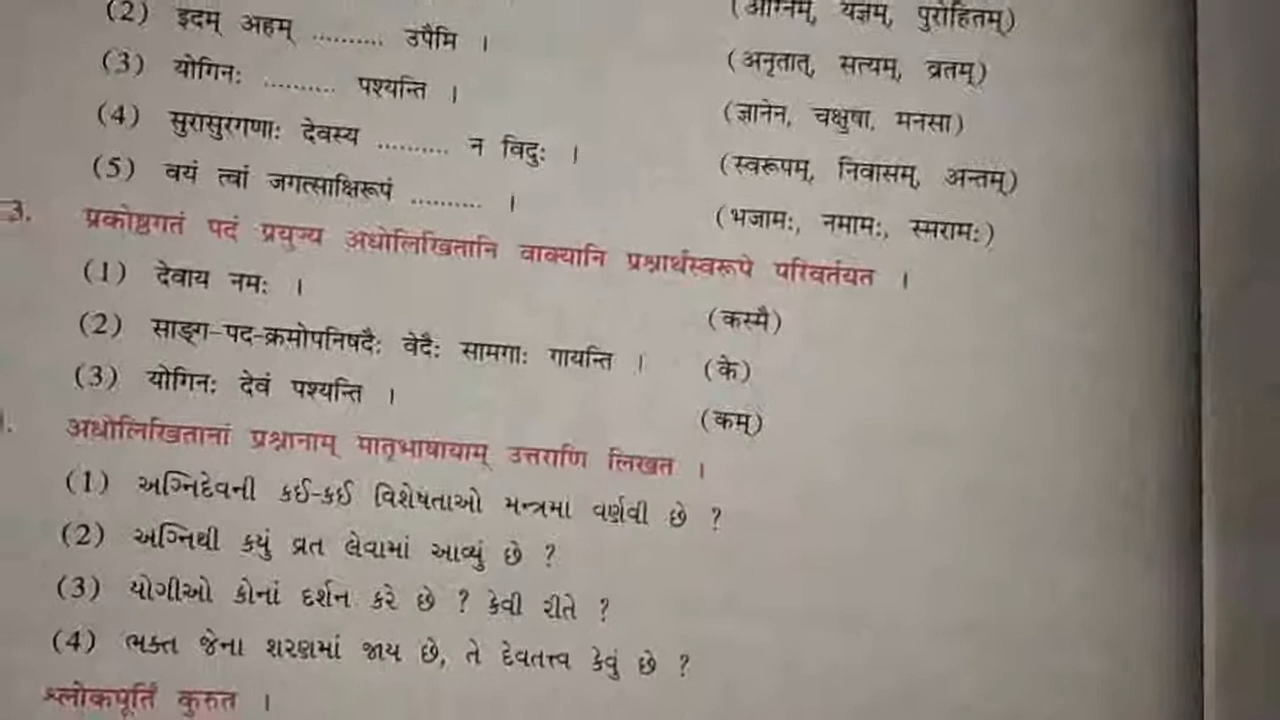 (2) इदम् अहम् .......... उपैमि ।
(अग्निम्, यज्ञम्, पुरोहितम्)
(3) योगिनः .......... पश्यन्ति ।
(अनृतात्, सत्यम्, व्रतम्)
(4) सुरासुरगणाः देवस्य .......... न विदुः ।
(ज्ञानेन, चक्षुषा, मनसा)
(5) वयं त्वां जगत्साक्षिरूपं .......... ।
(स्वरूपम्, निवासम्, अन्तम्)
(भजामः, नमामः, स्मरामः)
3. प्रकोष्ठगतं पदं प्रयुज्य अधोलिखितानि वाक्यानि प्रश्नार्थस्वरूपे परिवर्तयत ।
(1) देवाय नमः ।
(कस्मै)
(2) साङ्ग-पद-क्रमोपनिषदैः वेदैः सामगाः गायन्ति ।
(के)
(3) योगिनः देवं पश्यन्ति ।
(कम्)
अधोलिखितानां प्रश्नानाम् मातृभाषायाम् उत्तराणि लिखत ।
(1) અગ્નિદેવની કઈ-કઈ વિશેષતાઓ મન્ત્રમાં વર્ણવી છે ?
(2) અગ્નિથી કયું વ્રત લેવામાં આવ્યું છે ?
(3) યોગીઓ કોનાં દર્શન કરે છે ? કેવી રીતે ?
(4) ભક્ત જેના શરણમાં જાય છે, તે દેવતત્ત્વ કેવું છે ?
श्लोकपूर्तिं कुरुत ।